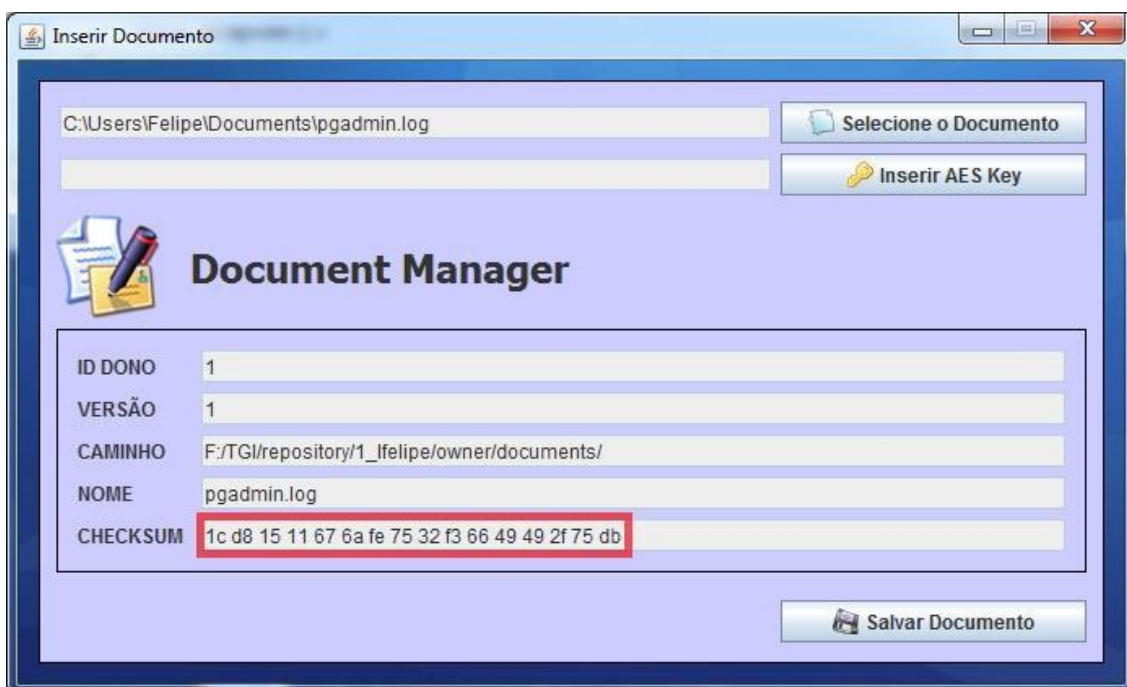 Inserir Documento
C:\Users\Felipe\Documents\pgadmin.log
Selecione o Documento
Inserir AES Key
Document Manager
ID DONO 1
VERSÃO 1
CAMINHO F:/TGI/repository/1_lfelipe/owner/documents/
NOME pgadmin.log
CHECKSUM 1c d8 15 11 67 6a fe 75 32 f3 66 49 49 2f 75 db
Salvar Documento